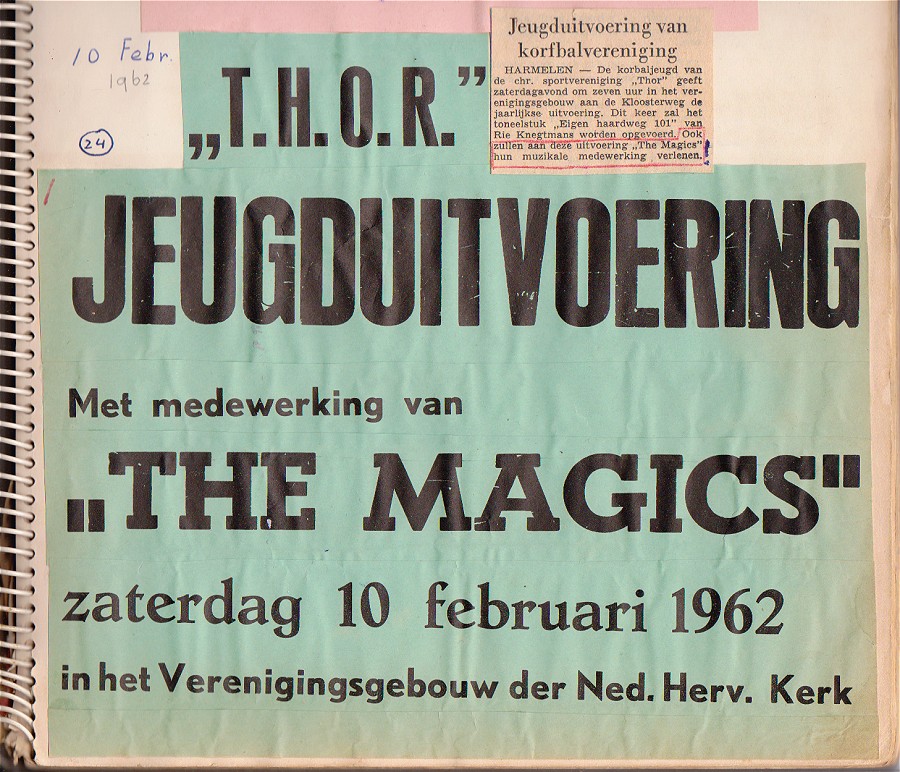 10 Febr.
1962
24
„T.H.O.R.”
Jeugduitvoering van
korfbalvereniging
HARMELEN — De korbaljeugd van
de chr. sportvereniging „Thor” geeft
zaterdagavond om zeven uur in het ver-
enigingsgebouw aan de Kloosterweg de
jaarlijkse uitvoering. Dit keer zal het
toneelstuk „Eigen haardweg 101” van
Rie Knegtmans worden opgevoerd. Ook
zullen aan deze uitvoering „The Magics”
hun muzikale medewerking verlenen.
JEUGDUITVOERING
Met medewerking van
„THE MAGICS"
zaterdag 10 februari 1962
in het Verenigingsgebouw der Ned. Herv. Kerk